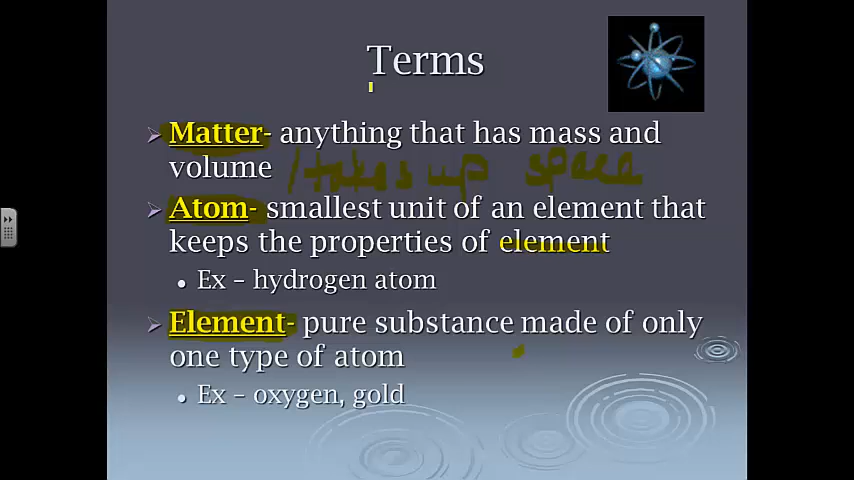 Terms
Matter- anything that has mass and
volume /takes up space
Atom- smallest unit of an element that
keeps the properties of element
Ex – hydrogen atom
Element- pure substance made of only
one type of atom
Ex – oxygen, gold